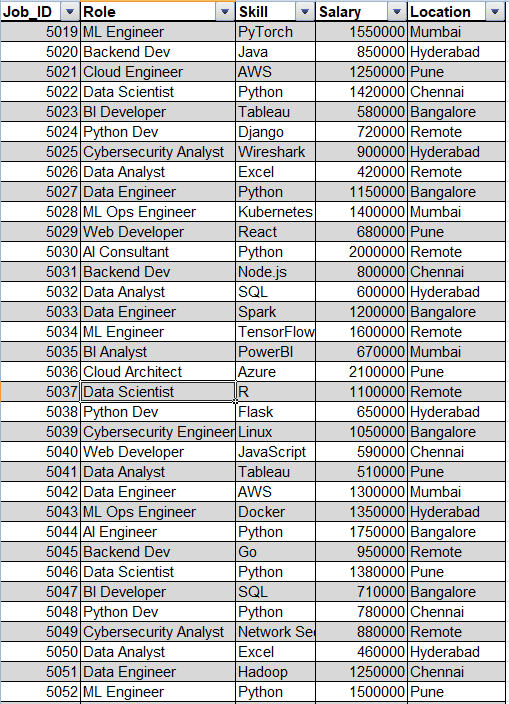 Job_ID Role Skill Salary Location
5019 ML Engineer PyTorch 1550000 Mumbai
5020 Backend Dev Java 850000 Hyderabad
5021 Cloud Engineer AWS 1250000 Pune
5022 Data Scientist Python 1420000 Chennai
5023 BI Developer Tableau 580000 Bangalore
5024 Python Dev Django 720000 Remote
5025 Cybersecurity Analyst Wireshark 900000 Hyderabad
5026 Data Analyst Excel 420000 Remote
5027 Data Engineer Python 1150000 Bangalore
5028 ML Ops Engineer Kubernetes 1400000 Mumbai
5029 Web Developer React 680000 Pune
5030 AI Consultant Python 2000000 Remote
5031 Backend Dev Node.js 800000 Chennai
5032 Data Analyst SQL 600000 Hyderabad
5033 Data Engineer Spark 1200000 Bangalore
5034 ML Engineer TensorFlow 1600000 Remote
5035 BI Analyst PowerBI 670000 Mumbai
5036 Cloud Architect Azure 2100000 Pune
5037 Data Scientist R 1100000 Remote
5038 Python Dev Flask 650000 Hyderabad
5039 Cybersecurity Engineer Linux 1050000 Bangalore
5040 Web Developer JavaScript 590000 Chennai
5041 Data Analyst Tableau 510000 Pune
5042 Data Engineer AWS 1300000 Mumbai
5043 ML Ops Engineer Docker 1350000 Hyderabad
5044 AI Engineer Python 1750000 Bangalore
5045 Backend Dev Go 950000 Remote
5046 Data Scientist Python 1380000 Pune
5047 BI Developer SQL 710000 Bangalore
5048 Python Dev Python 780000 Chennai
5049 Cybersecurity Analyst Network Sec 880000 Remote
5050 Data Analyst Excel 460000 Hyderabad
5051 Data Engineer Hadoop 1250000 Chennai
5052 ML Engineer Python 1500000 Pune